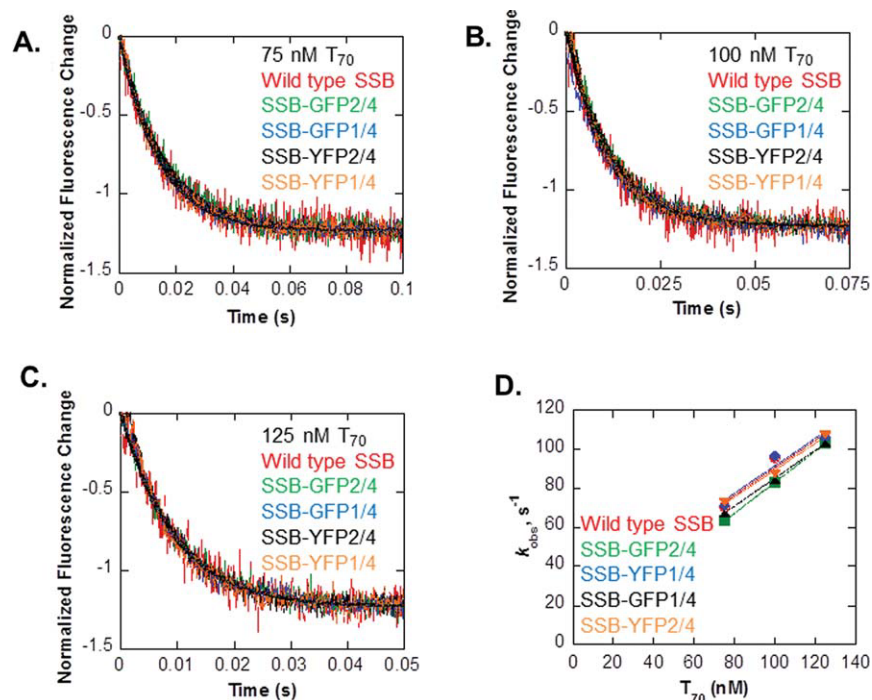 A.
Normalized Fluorescence Change
0
-0.5
-1
-1.5
75 nM T70
Wild type SSB
SSB-GFP2/4
SSB-GFP1/4
SSB-YFP2/4
SSB-YFP1/4
0 0.02 0.04 0.06 0.08 0.1
Time (s)
B.
Normalized Fluorescence Change
0
-0.5
-1
-1.5
100 nM T70
Wild type SSB
SSB-GFP2/4
SSB-GFP1/4
SSB-YFP2/4
SSB-YFP1/4
0 0.025 0.05 0.075
Time (s)
C.
Normalized Fluorescence Change
0
-0.5
-1
-1.5
125 nM T70
Wild type SSB
SSB-GFP2/4
SSB-GFP1/4
SSB-YFP2/4
SSB-YFP1/4
0 0.01 0.02 0.03 0.04 0.05
Time (s)
D.
kobs, s-1
120
100
80
60
40
20
0
Wild type SSB
SSB-GFP2/4
SSB-YFP1/4
SSB-GFP1/4
SSB-YFP2/4
0 20 40 60 80 100 120 140
T70 (nM)